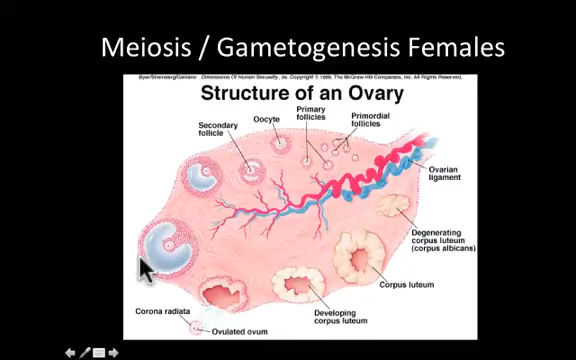 Meiosis / Gametogenesis Females
Byer/Shainberg/Galliano Dimensions Of Human Sexuality, 5e. Copyright © 1999. The McGraw-Hill Companies, Inc. All Rights Reserved.
Structure of an Ovary
Primary
follicles
Primordial
follicles
Oocyte
Secondary
follicle
Ovarian
ligament
Degenerating
corpus luteum
(corpus albicans)
Corpus luteum
Developing
corpus luteum
Corona radiata
Ovulated ovum